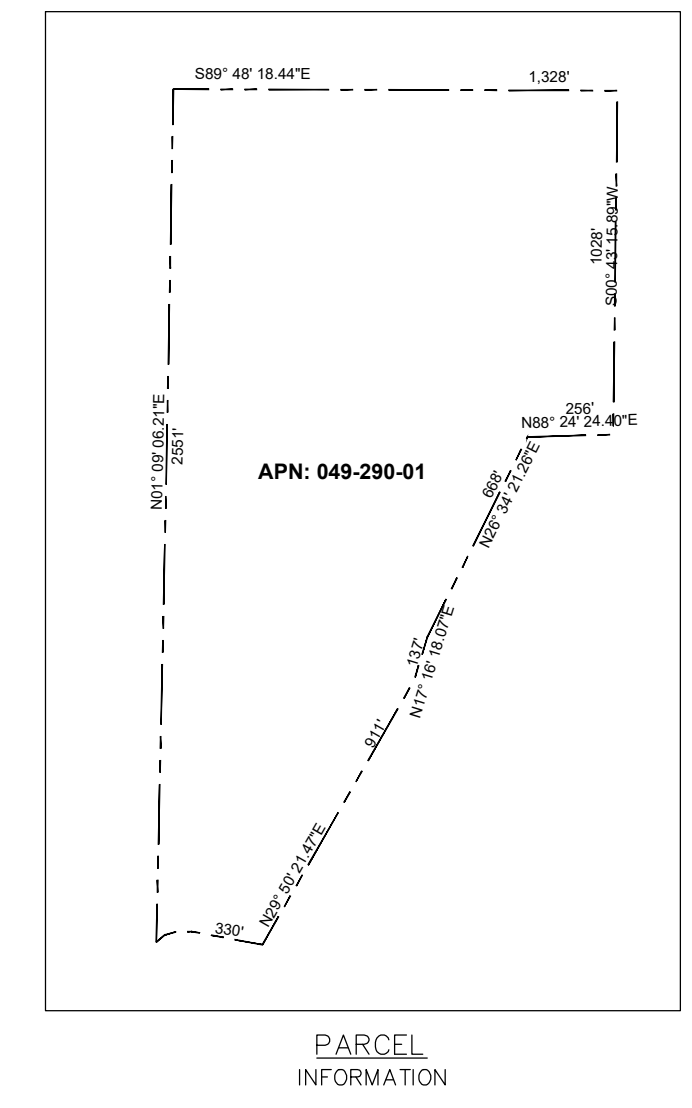 S89° 48' 18.44"E
1,328'
1028'
S00° 43' 15.89"W
256'
N88° 24' 24.40"E
N01° 09' 06.21"E
2551'
APN: 049-290-01
668'
N26° 34' 21.26"E
137'
N17° 16' 18.07"E
911'
N29° 50' 21.47"E
330'
PARCEL
INFORMATION